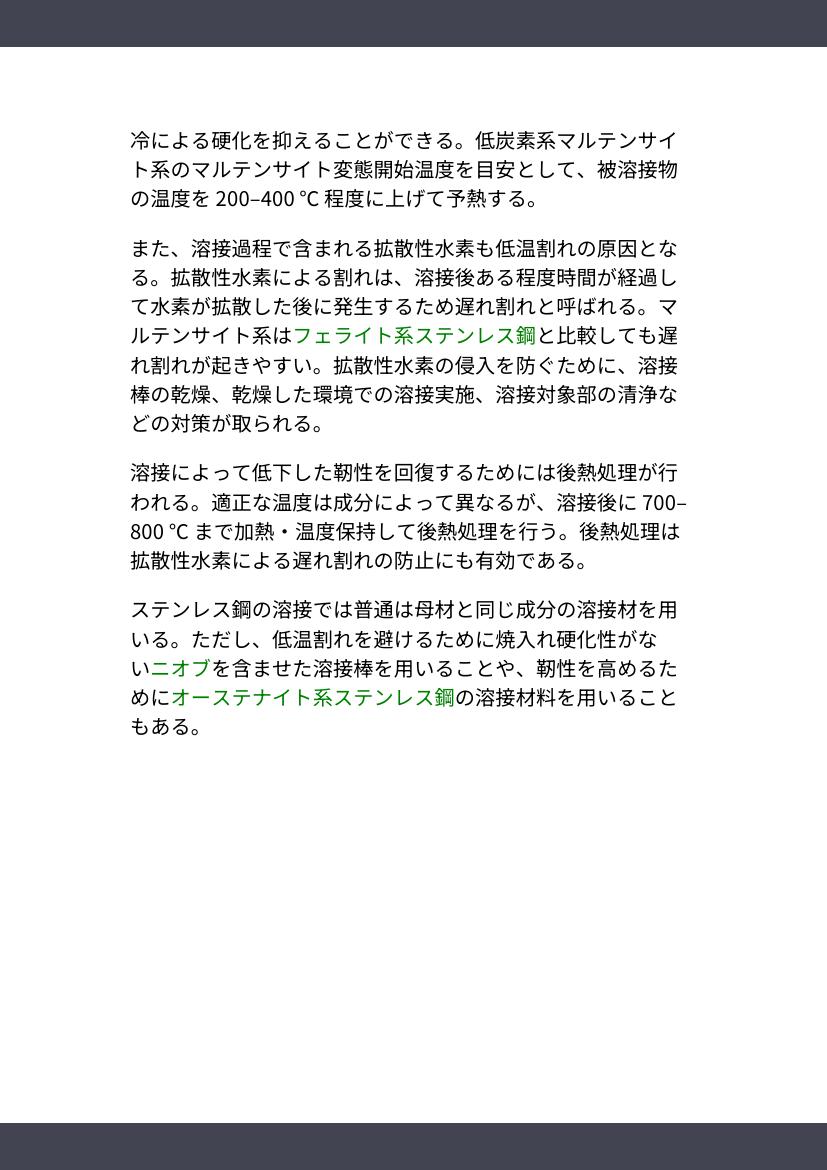 冷による硬化を抑えることができる。低炭素系マルテンサイ
ト系のマルテンサイト変態開始温度を目安として、被溶接物
の温度を 200–400 °C 程度に上げて予熱する。
また、溶接過程で含まれる拡散性水素も低温割れの原因とな
る。拡散性水素による割れは、溶接後ある程度時間が経過し
て水素が拡散した後に発生するため遅れ割れと呼ばれる。マ
ルテンサイト系はフェライト系ステンレス鋼と比較しても遅
れ割れが起きやすい。拡散性水素の侵入を防ぐために、溶接
棒の乾燥、乾燥した環境での溶接実施、溶接対象部の清浄な
どの対策が取られる。
溶接によって低下した靭性を回復するためには後熱処理が行
われる。適正な温度は成分によって異なるが、溶接後に 700–
800 °C まで加熱・温度保持して後熱処理を行う。後熱処理は
拡散性水素による遅れ割れの防止にも有効である。
ステンレス鋼の溶接では普通は母材と同じ成分の溶接材を用
いる。ただし、低温割れを避けるために焼入れ硬化性がな
いニオブを含ませた溶接棒を用いることや、靭性を高めるた
めにオーステナイト系ステンレス鋼の溶接材料を用いること
もある。